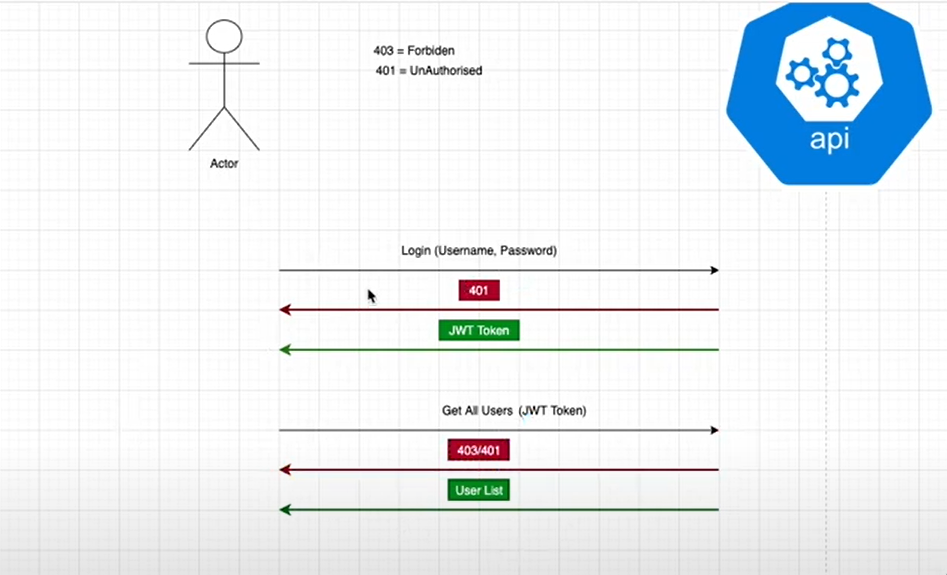 403 = Forbiden
401 = UnAuthorised
api
Actor
Login (Username, Password)
401
JWT Token
Get All Users (JWT Token)
403/401
User List